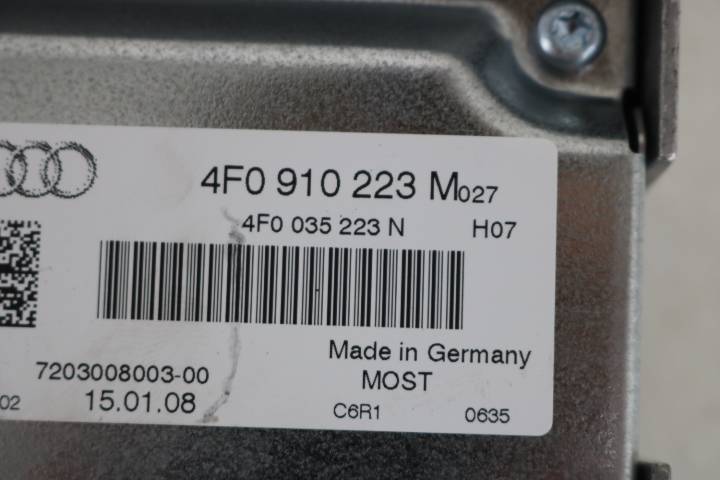 4F0 910 223 M027
4F0 035 223 N H07
Made in Germany
7203008003-00
MOST
02 15.01.08 C6R1 0635